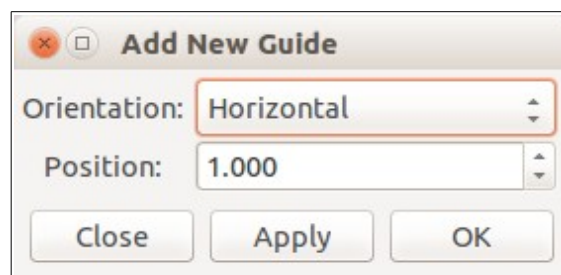 Add New Guide
Orientation: Horizontal
Position: 1.000
Close Apply OK